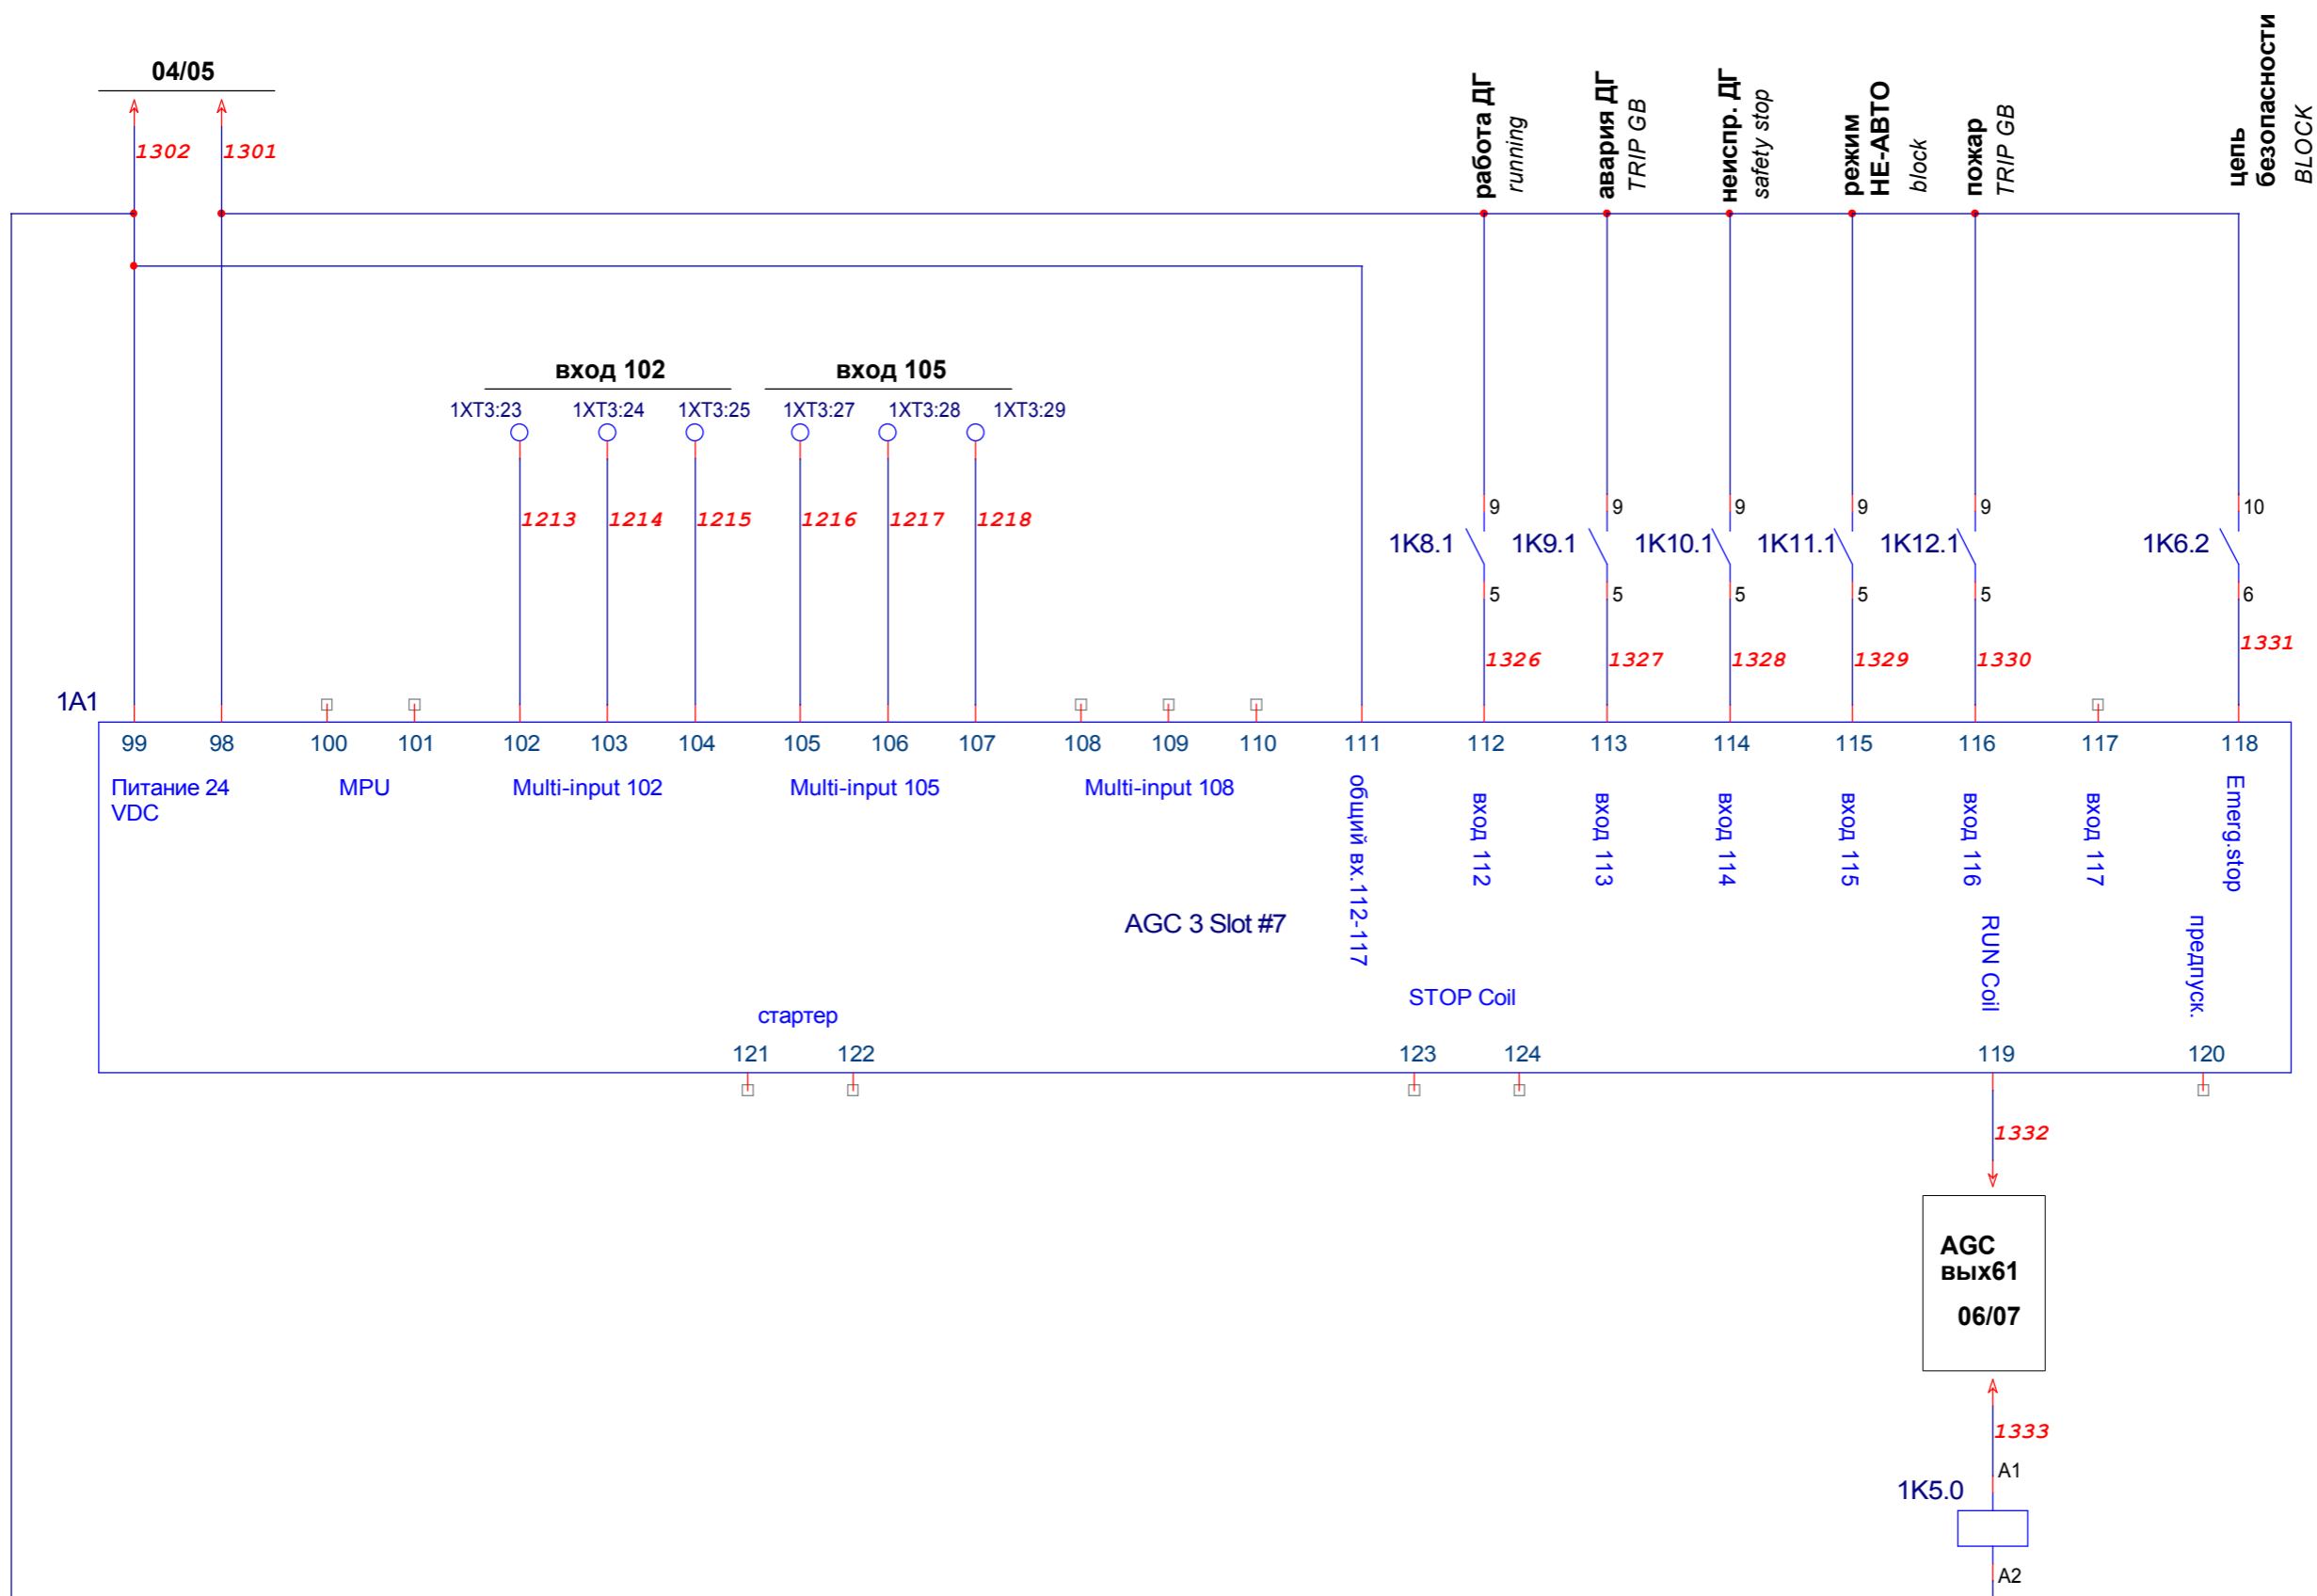 04/05
1302
1301
работа ДГ
running
авария ДГ
TRIP GB
неиспр. ДГ
safety stop
режим
НЕ-АВТО
block
пожар
TRIP GB
цепь
безопасности
BLOCK
вход 102
вход 105
1XT3:23
1XT3:24
1XT3:25
1XT3:27
1XT3:28
1XT3:29
1213
1214
1215
1216
1217
1218
9
9
9
9
9
10
1K8.1
1K9.1
1K10.1
1K11.1
1K12.1
1K6.2
5
5
5
5
5
6
1326
1327
1328
1329
1330
1331
1A1
99
98
100
101
102
103
104
105
106
107
108
109
110
111
112
113
114
115
116
117
118
Питание 24
VDC
MPU
Multi-input 102
Multi-input 105
Multi-input 108
общий вх.112-117
вход 112
вход 113
вход 114
вход 115
вход 116
вход 117
Emerg.stop
AGC 3 Slot #7
RUN Coil
предпуск.
STOP Coil
стартер
121
122
123
124
119
120
1332
AGC
вых61
06/07
1333
A1
1K5.0
A2